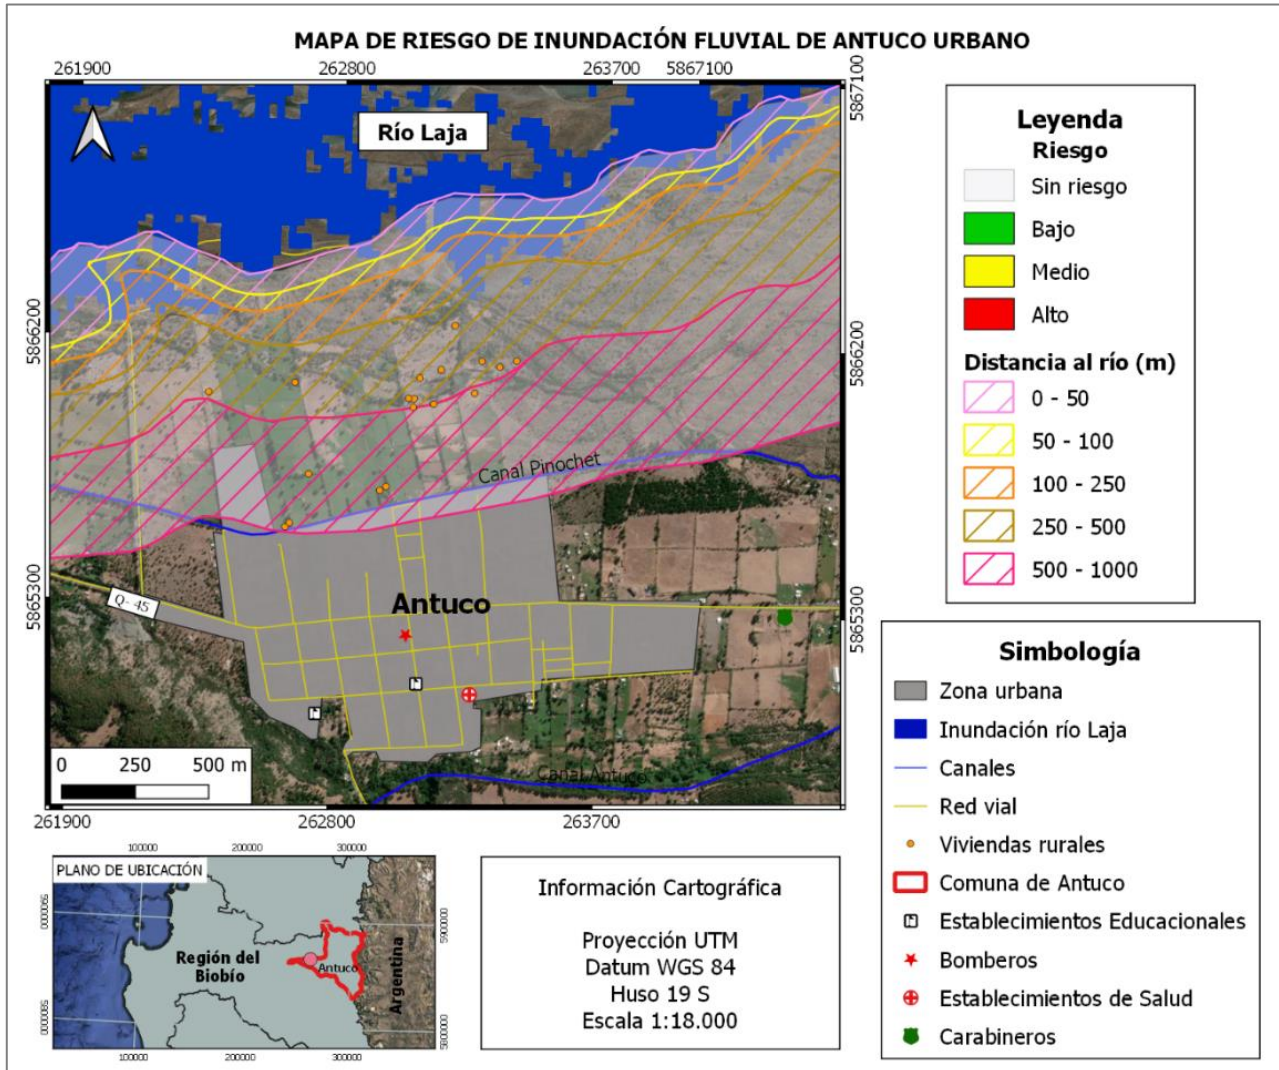 MAPA DE RIESGO DE INUNDACIÓN FLUVIAL DE ANTUCO URBANO
261900
262800
263700
5867100
5867100
Río Laja
5866200
5866200
Canal Pinochet
5865300
5865300
Q- 45
Antuco
Canal Antuco
0 250 500 m
261900
262800
263700
Leyenda
Riesgo
Sin riesgo
Bajo
Medio
Alto
Distancia al río (m)
0 - 50
50 - 100
100 - 250
250 - 500
500 - 1000
Simbología
Zona urbana
Inundación río Laja
Canales
Red vial
Viviendas rurales
Comuna de Antuco
Establecimientos Educacionales
Bomberos
Establecimientos de Salud
Carabineros
100000
200000
300000
PLANO DE UBICACIÓN
5900000
5900000
Región del
Biobío
Antuco
Argentina
5800000
5800000
100000
200000
300000
Información Cartográfica
Proyección UTM
Datum WGS 84
Huso 19 S
Escala 1:18.000